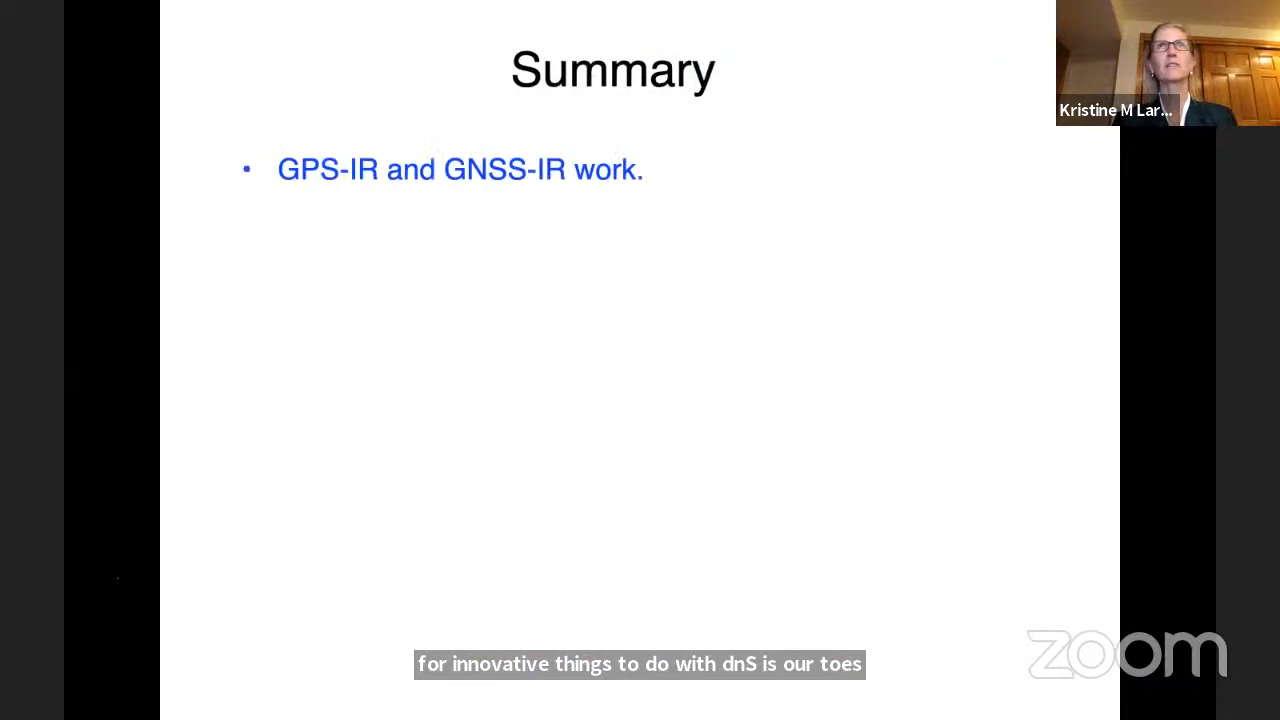 Summary
Kristine M Lar...
• GPS-IR and GNSS-IR work.
for innovative things to do with dnS is our toes
zoom